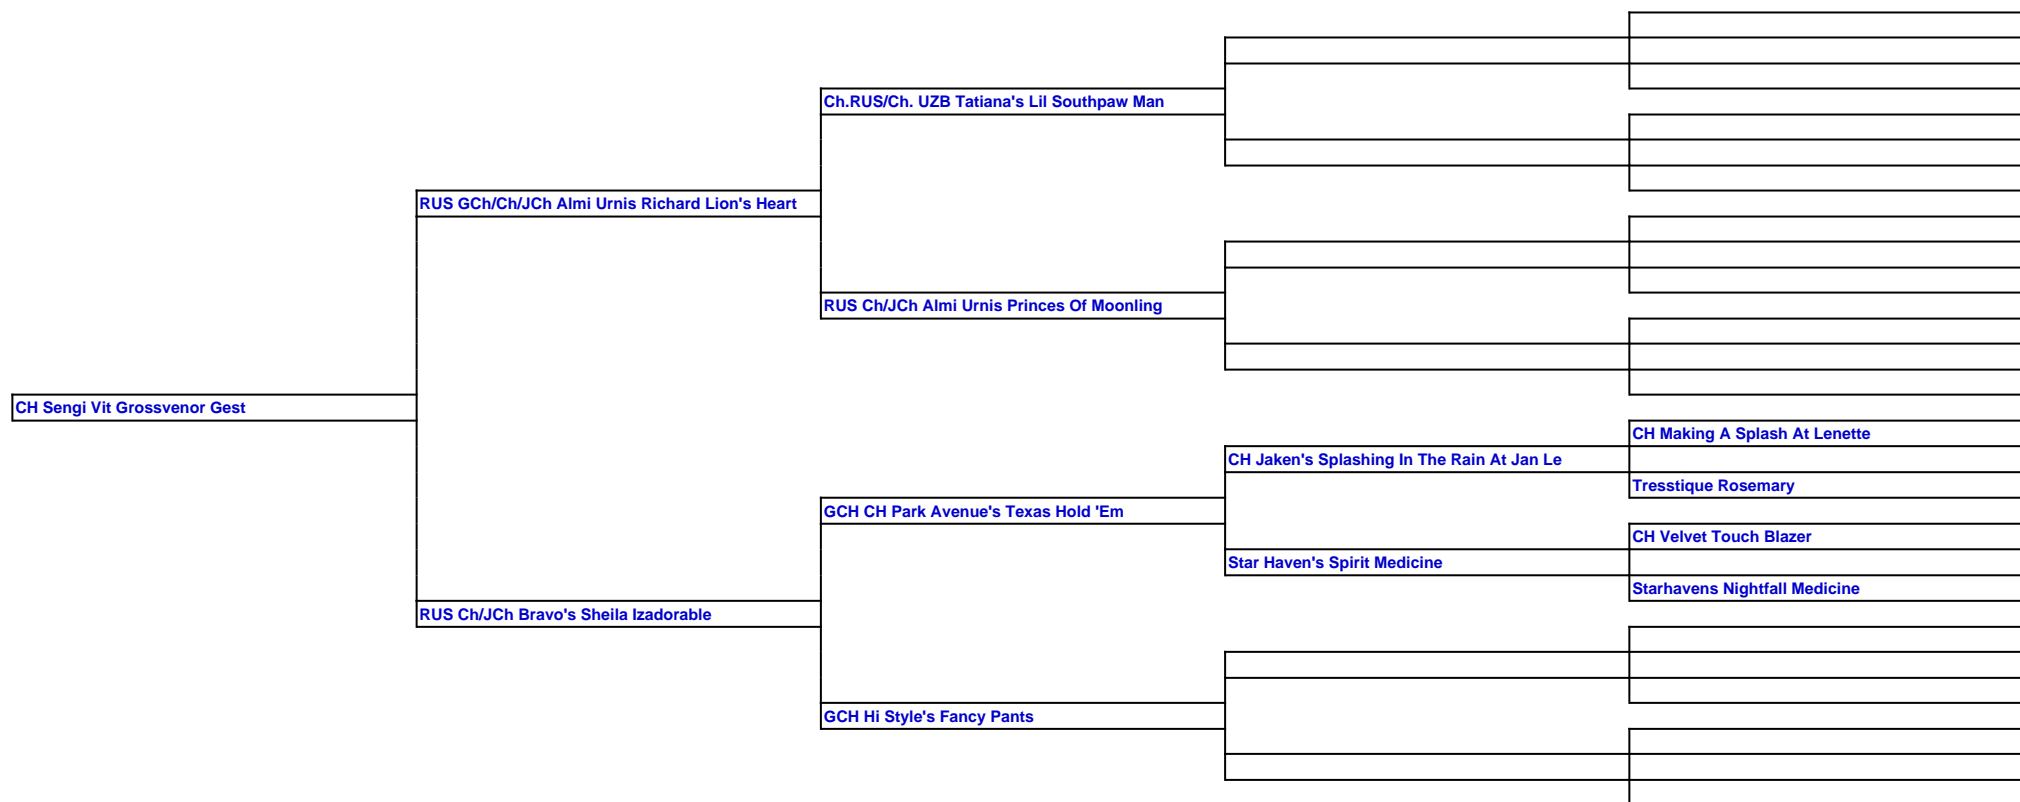 Ch.RUS/Ch. UZB Tatiana's Lil Southpaw Man
RUS GCh/Ch/JCh Almi Urnis Richard Lion's Heart
RUS Ch/JCh Almi Urnis Princes Of Moonling
CH Sengi Vit Grossvenor Gest
CH Making A Splash At Lenette
CH Jaken's Splashing In The Rain At Jan Le
Tresstique Rosemary
GCH CH Park Avenue's Texas Hold 'Em
CH Velvet Touch Blazer
Star Haven's Spirit Medicine
Starhavens Nightfall Medicine
RUS Ch/JCh Bravo's Sheila Izadorable
GCH Hi Style's Fancy Pants